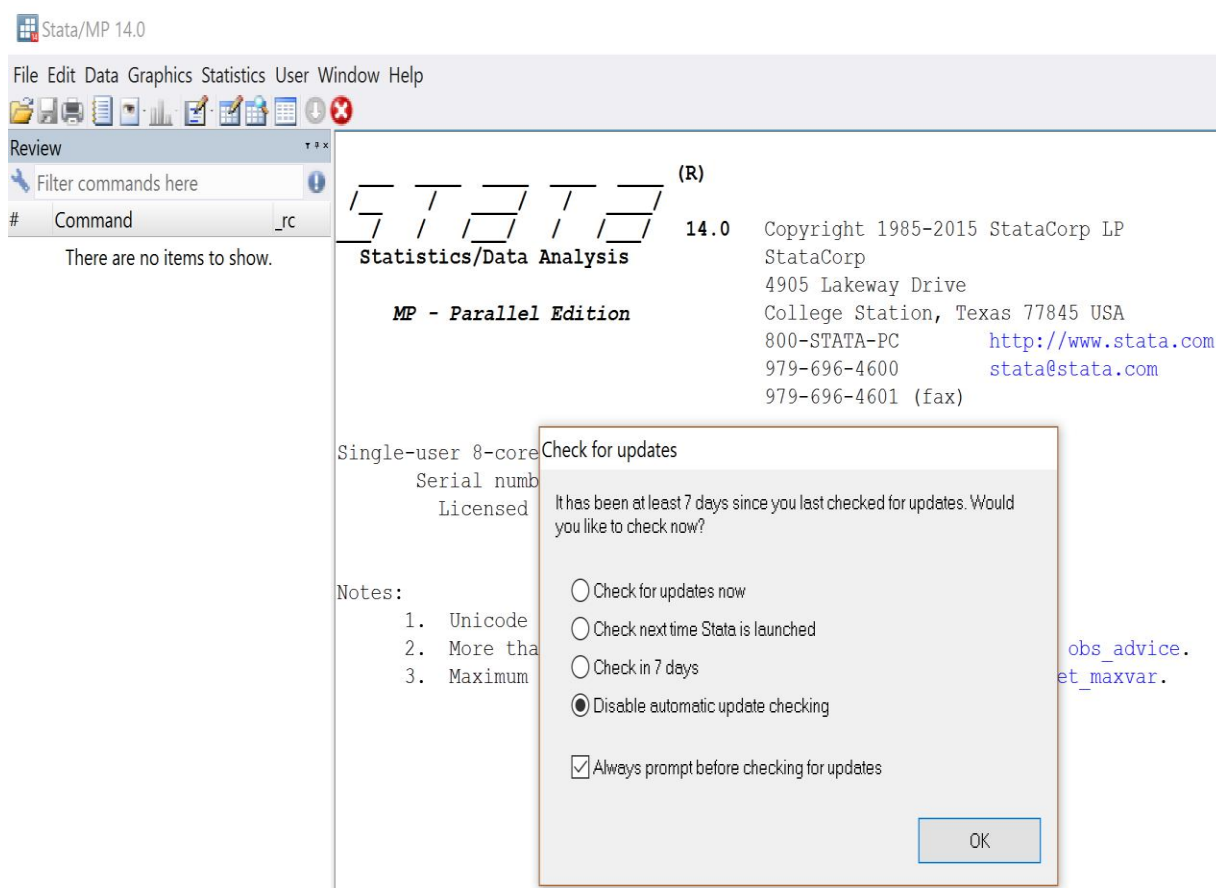 Stata/MP 14.0
File Edit Data Graphics Statistics User Window Help
Review
Filter commands here
# Command _rc
There are no items to show.
(R)
STATA
14.0 Copyright 1985-2015 StataCorp LP
Statistics/Data Analysis StataCorp
4905 Lakeway Drive
MP - Parallel Edition College Station, Texas 77845 USA
800-STATA-PC http://www.stata.com
979-696-4600 stata@stata.com
979-696-4601 (fax)
Single-user 8-core
Serial numb
Licensed
Notes:
1. Unicode
2. More tha obs_advice.
3. Maximum et_maxvar.
Check for updates
It has been at least 7 days since you last checked for updates. Would
you like to check now?
Check for updates now
Check next time Stata is launched
Check in 7 days
Disable automatic update checking
Always prompt before checking for updates
OK